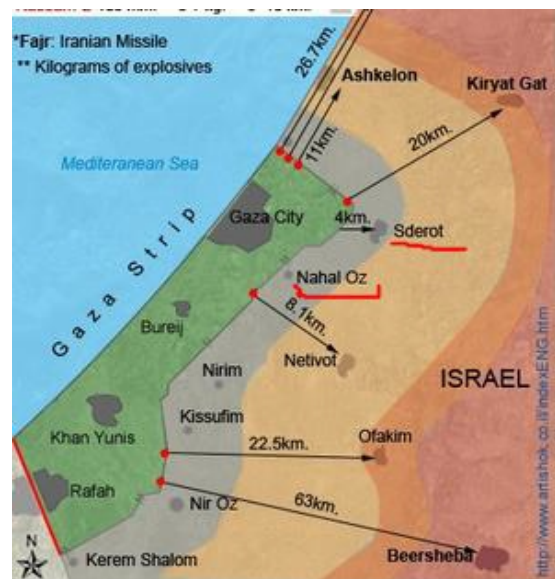 *Fajr: Iranian Missile
** Kilograms of explosives
26.7km.
Ashkelon
Kiryat Gat
11km.
20km.
Mediteranean Sea
Gaza City
4km.
Sderot
Gaza Strip
Nahal Oz
8.1km.
Bureij
Netivot
Nirim
ISRAEL
Kissufim
Khan Yunis
22.5km.
Ofakim
Rafah
63km.
Nir Oz
N
Kerem Shalom
Beersheba
http://www.artishok.co.il/indexENG.htm